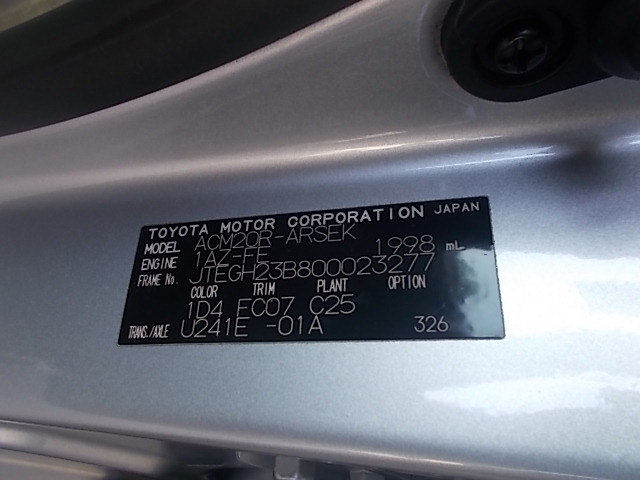 TOYOTA MOTOR CORPORATION JAPAN
MODEL ACM20R-ARSEK
ENGINE 1AZ-FE 1998 mL
FRAME No. JTEGH23B800023277
COLOR TRIM PLANT OPTION
1D4 FC07 C25
TRANS./AXLE U241E -01A 326